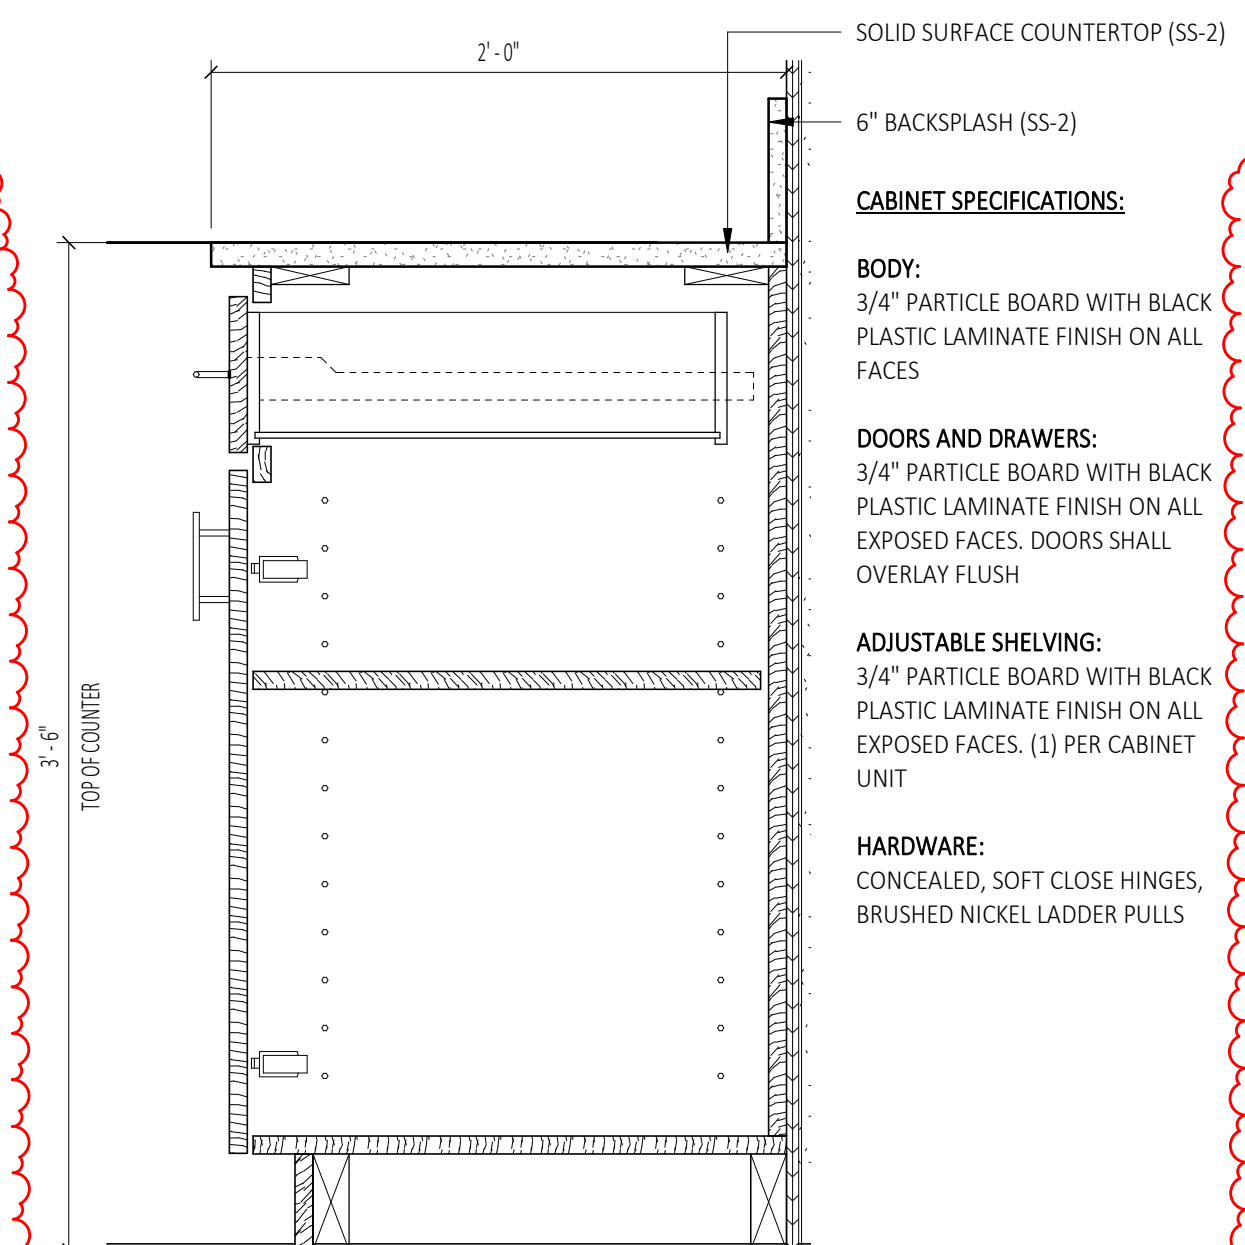 2' - 0"
SOLID SURFACE COUNTERTOP (SS-2)
6" BACKSPLASH (SS-2)
CABINET SPECIFICATIONS:
BODY:
3/4" PARTICLE BOARD WITH BLACK
PLASTIC LAMINATE FINISH ON ALL
FACES
DOORS AND DRAWERS:
3/4" PARTICLE BOARD WITH BLACK
PLASTIC LAMINATE FINISH ON ALL
EXPOSED FACES. DOORS SHALL
OVERLAY FLUSH
ADJUSTABLE SHELVING:
3/4" PARTICLE BOARD WITH BLACK
PLASTIC LAMINATE FINISH ON ALL
EXPOSED FACES. (1) PER CABINET
UNIT
HARDWARE:
CONCEALED, SOFT CLOSE HINGES,
BRUSHED NICKEL LADDER PULLS
3' - 6"
TOP OF COUNTER